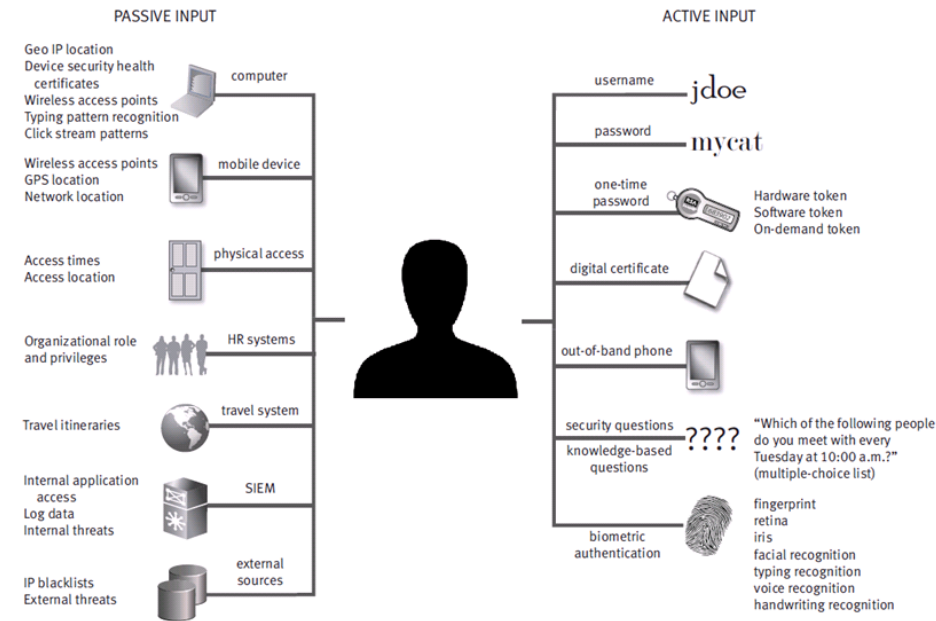 PASSIVE INPUT
Geo IP location
Device security health
certificates
Wireless access points
Typing pattern recognition
Click stream patterns
computer
Wireless access points
GPS location
Network location
mobile device
Access times
Access location
physical access
Organizational role
and privileges
HR systems
Travel itineraries
travel system
Internal application
access
Log data
Internal threats
SIEM
IP blacklists
External threats
external
sources
ACTIVE INPUT
username
jdoe
password
mycat
one-time
password
Hardware token
Software token
On-demand token
digital certificate
out-of-band phone
security questions
knowledge-based
questions
????
“Which of the following people
do you meet with every
Tuesday at 10:00 a.m.?”
(multiple-choice list)
biometric
authentication
fingerprint
retina
iris
facial recognition
typing recognition
voice recognition
handwriting recognition